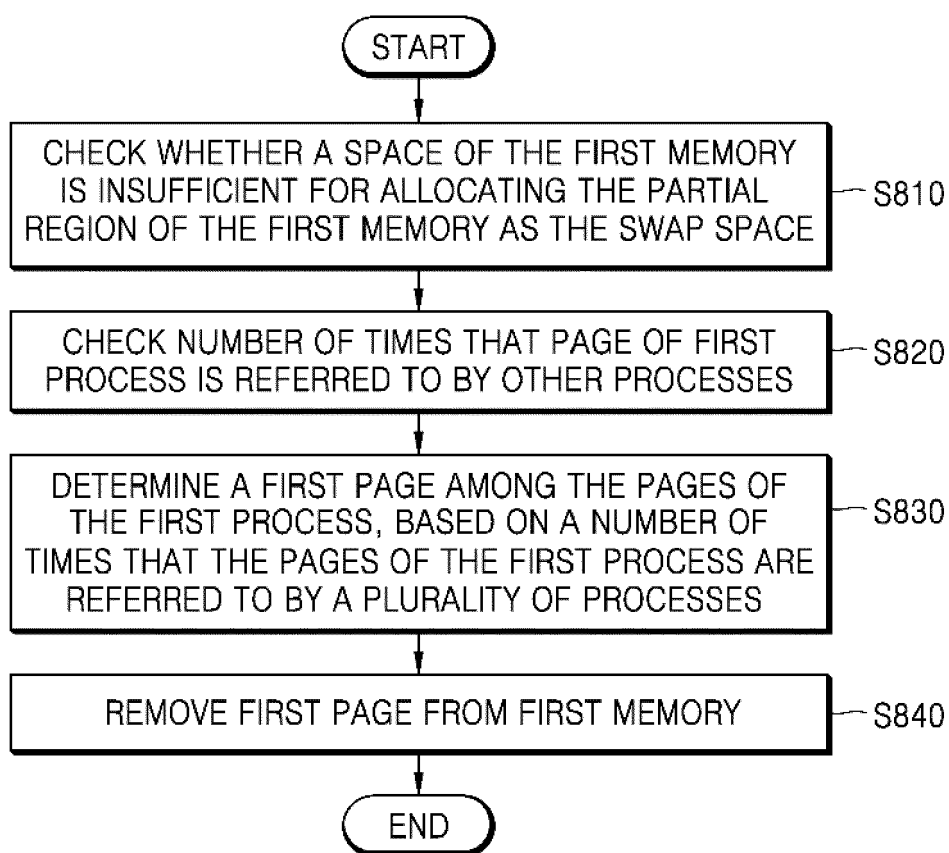 START
CHECK WHETHER A SPACE OF THE FIRST MEMORY
IS INSUFFICIENT FOR ALLOCATING THE PARTIAL
REGION OF THE FIRST MEMORY AS THE SWAP SPACE
S810
CHECK NUMBER OF TIMES THAT PAGE OF FIRST
PROCESS IS REFERRED TO BY OTHER PROCESSES
S820
DETERMINE A FIRST PAGE AMONG THE PAGES OF
THE FIRST PROCESS, BASED ON A NUMBER OF
TIMES THAT THE PAGES OF THE FIRST PROCESS ARE
REFERRED TO BY A PLURALITY OF PROCESSES
S830
REMOVE FIRST PAGE FROM FIRST MEMORY
S840
END